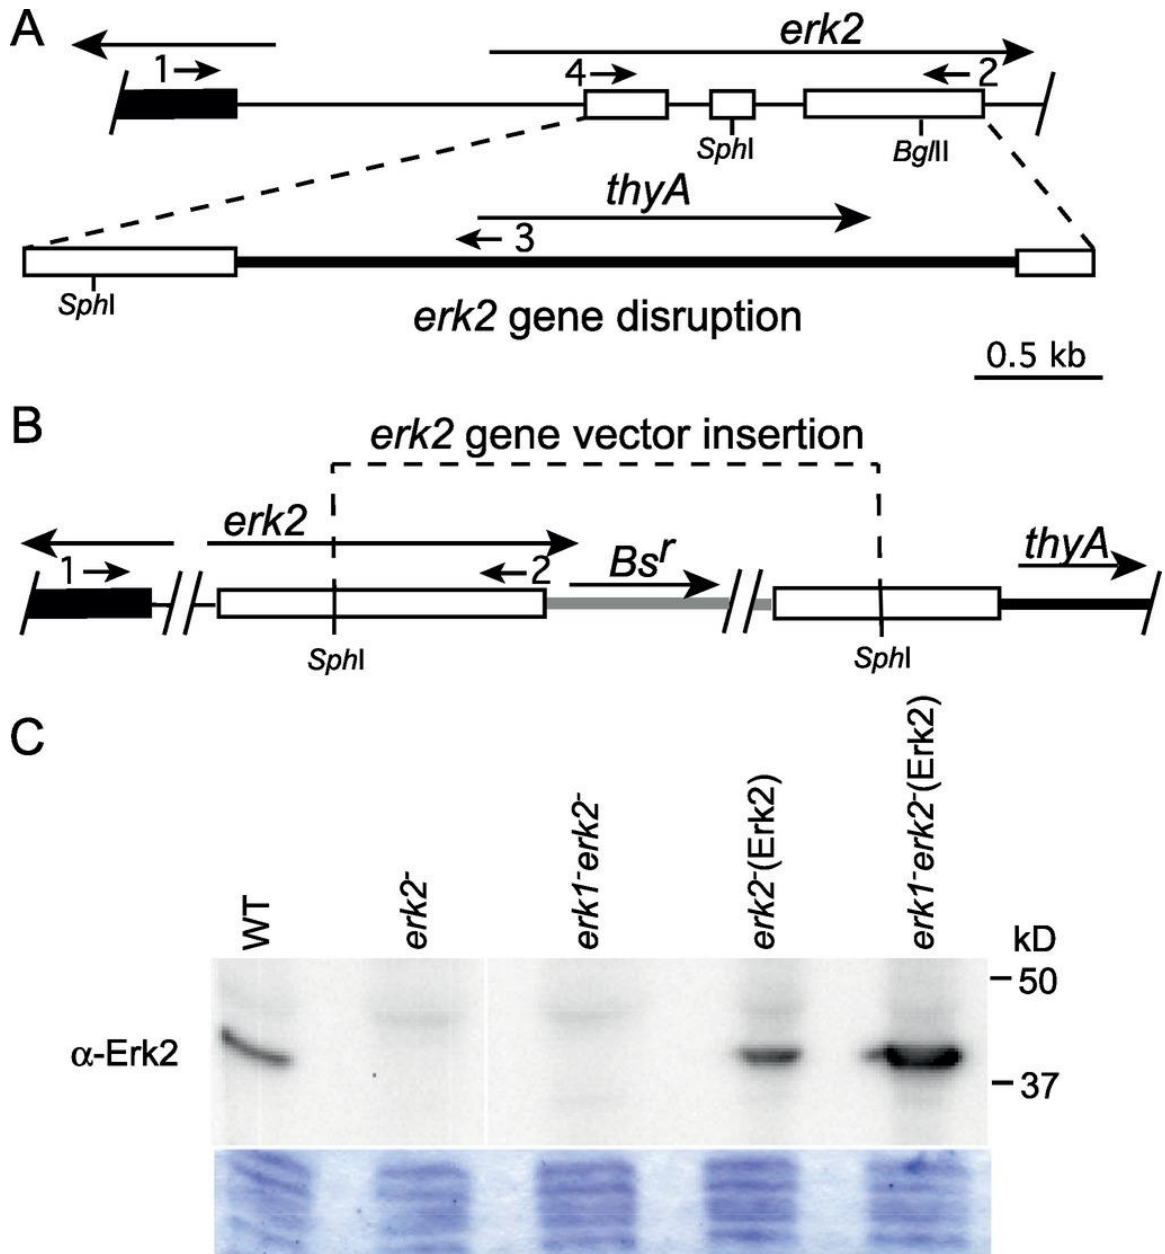 A
erk2
1
4
2
SphI
BglII
thyA
3
SphI
erk2 gene disruption
0.5 kb
B
erk2 gene vector insertion
erk2
1
2
Bsr
thyA
SphI
SphI
C
WT
erk2-
erk1-erk2-
erk2-(Erk2)
erk1-erk2-(Erk2)
kD
50
α-Erk2
37